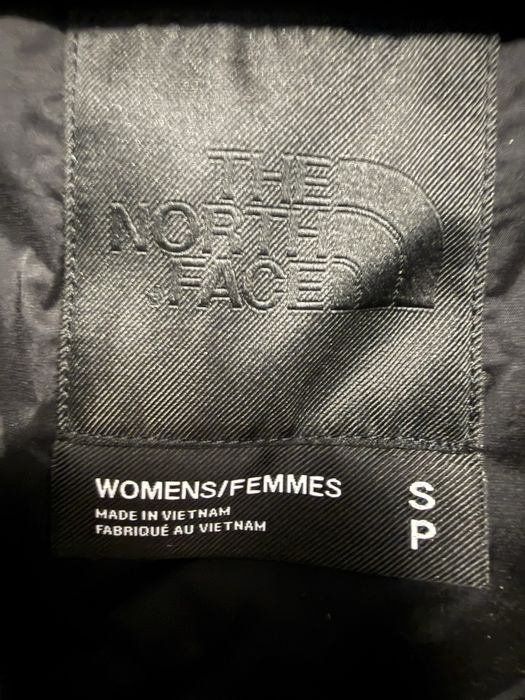 THE
NORTH
FACE
WOMENS/FEMMES
MADE IN VIETNAM
FABRIQUÉ AU VIETNAM
S
P